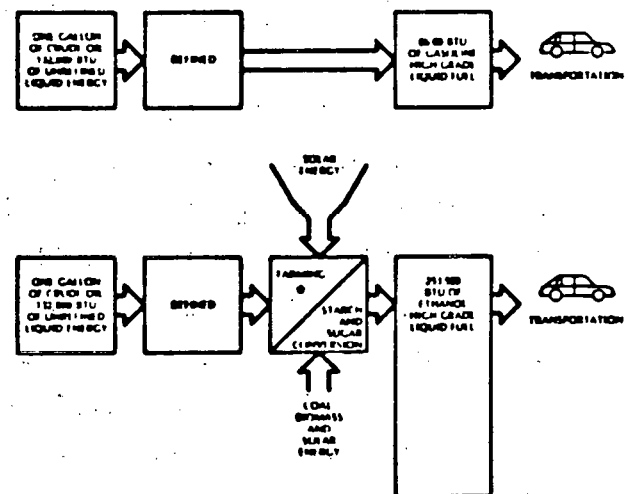 ONE GALLON
OF CRUDE OIL
OF UNREFINED
LIQUID ENERGY
REFINED
BTU
OF GASOLINE
HIGH GRADE
LIQUID FUEL
TRANSPORTATION
SOLAR
ENERGY
ONE GALLON
OF CRUDE OIL
BTU
OF UNREFINED
LIQUID ENERGY
REFINED
FARMING
STARCH
AND
SUGAR
CONVERSION
BTU OF
ETHANOL
HIGH GRADE
LIQUID FUEL
TRANSPORTATION
COAL
BIOMASS
AND
SOLAR
ENERGY